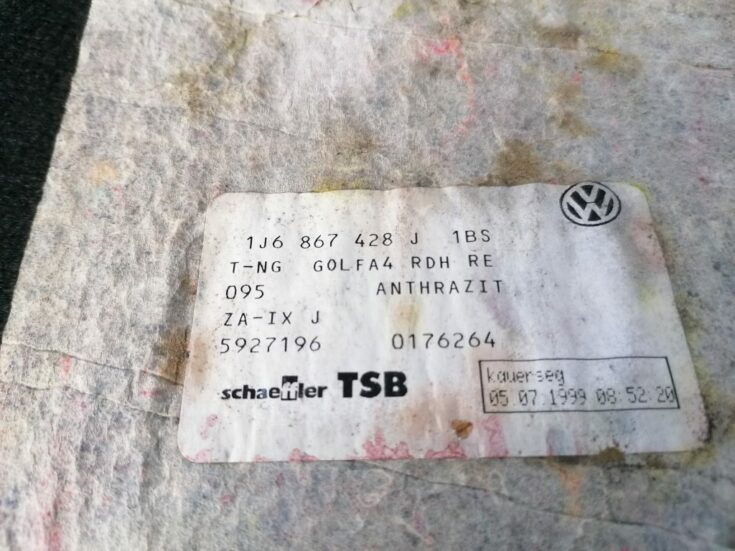 1J6 867 428 J 1BS
T-NG GOLFA4 RDH RE
095 ANTHRAZIT
ZA-IX J
5927196 0176264
schaeffler TSB
kauerseg
05.07.1999 08:52:20